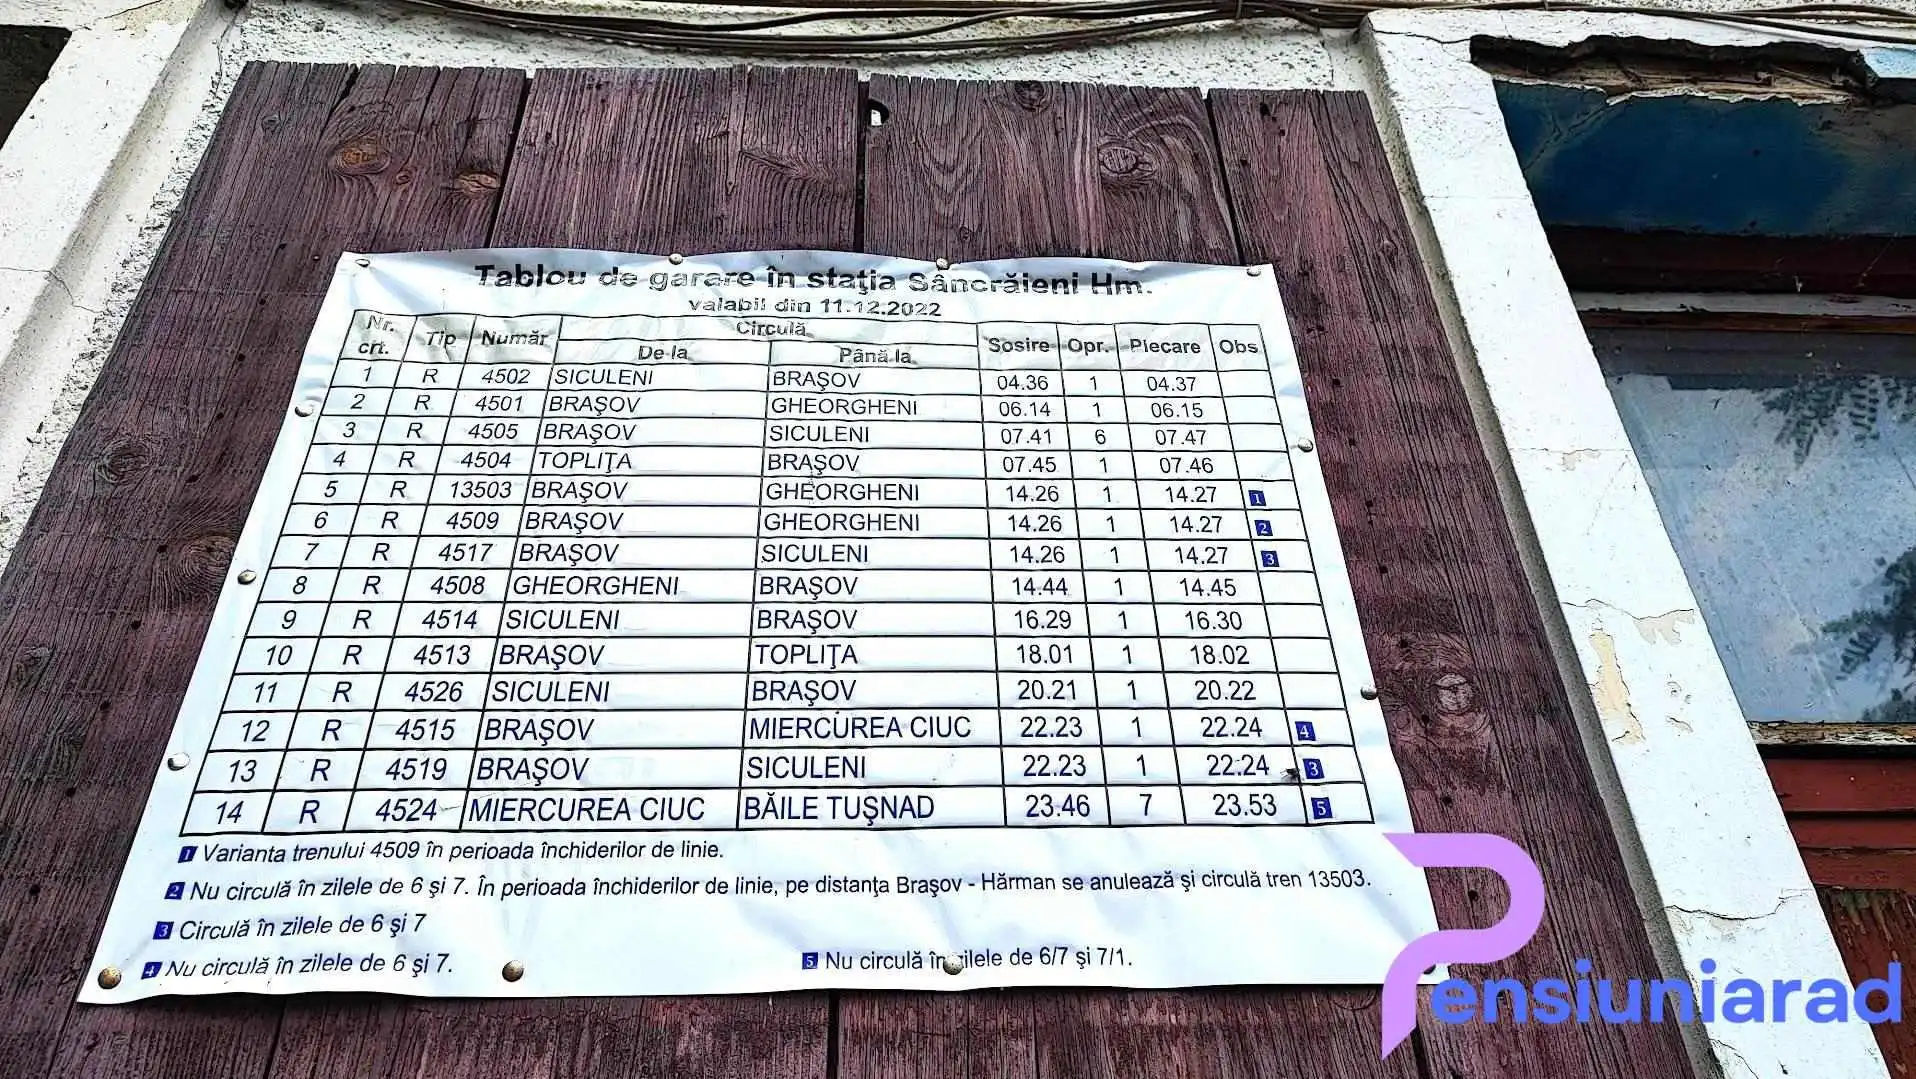 Tablou de garare în staţia Sâncrăieni Hm.
valabil din 11.12.2022
Nr. crt. Tip Număr Circulă De la Până la Sosire Opr. Plecare Obs
1 R 4502 SICULENI BRAŞOV 04.36 1 04.37
2 R 4501 BRAŞOV GHEORGHENI 06.14 1 06.15
3 R 4505 BRAŞOV SICULENI 07.41 6 07.47
4 R 4504 TOPLIŢA BRAŞOV 07.45 1 07.46
5 R 13503 BRAŞOV GHEORGHENI 14.26 1 14.27 1
6 R 4509 BRAŞOV GHEORGHENI 14.26 1 14.27 2
7 R 4517 BRAŞOV SICULENI 14.26 1 14.27 3
8 R 4508 GHEORGHENI BRAŞOV 14.44 1 14.45
9 R 4514 SICULENI BRAŞOV 16.29 1 16.30
10 R 4513 BRAŞOV TOPLIŢA 18.01 1 18.02
11 R 4526 SICULENI BRAŞOV 20.21 1 20.22
12 R 4515 BRAŞOV MIERCUREA CIUC 22.23 1 22.24 4
13 R 4519 BRAŞOV SICULENI 22.23 1 22.24 3
14 R 4524 MIERCUREA CIUC BĂILE TUŞNAD 23.46 7 23.53 5
1 Varianta trenului 4509 în perioada închiderilor de linie.
2 Nu circulă în zilele de 6 şi 7. În perioada închiderilor de linie, pe distanţa Braşov - Hărman se anulează şi circulă tren 13503.
3 Circulă în zilele de 6 şi 7
4 Nu circulă în zilele de 6 şi 7.
5 Nu circulă în zilele de 6/7 şi 7/1.
Pensiuniarad